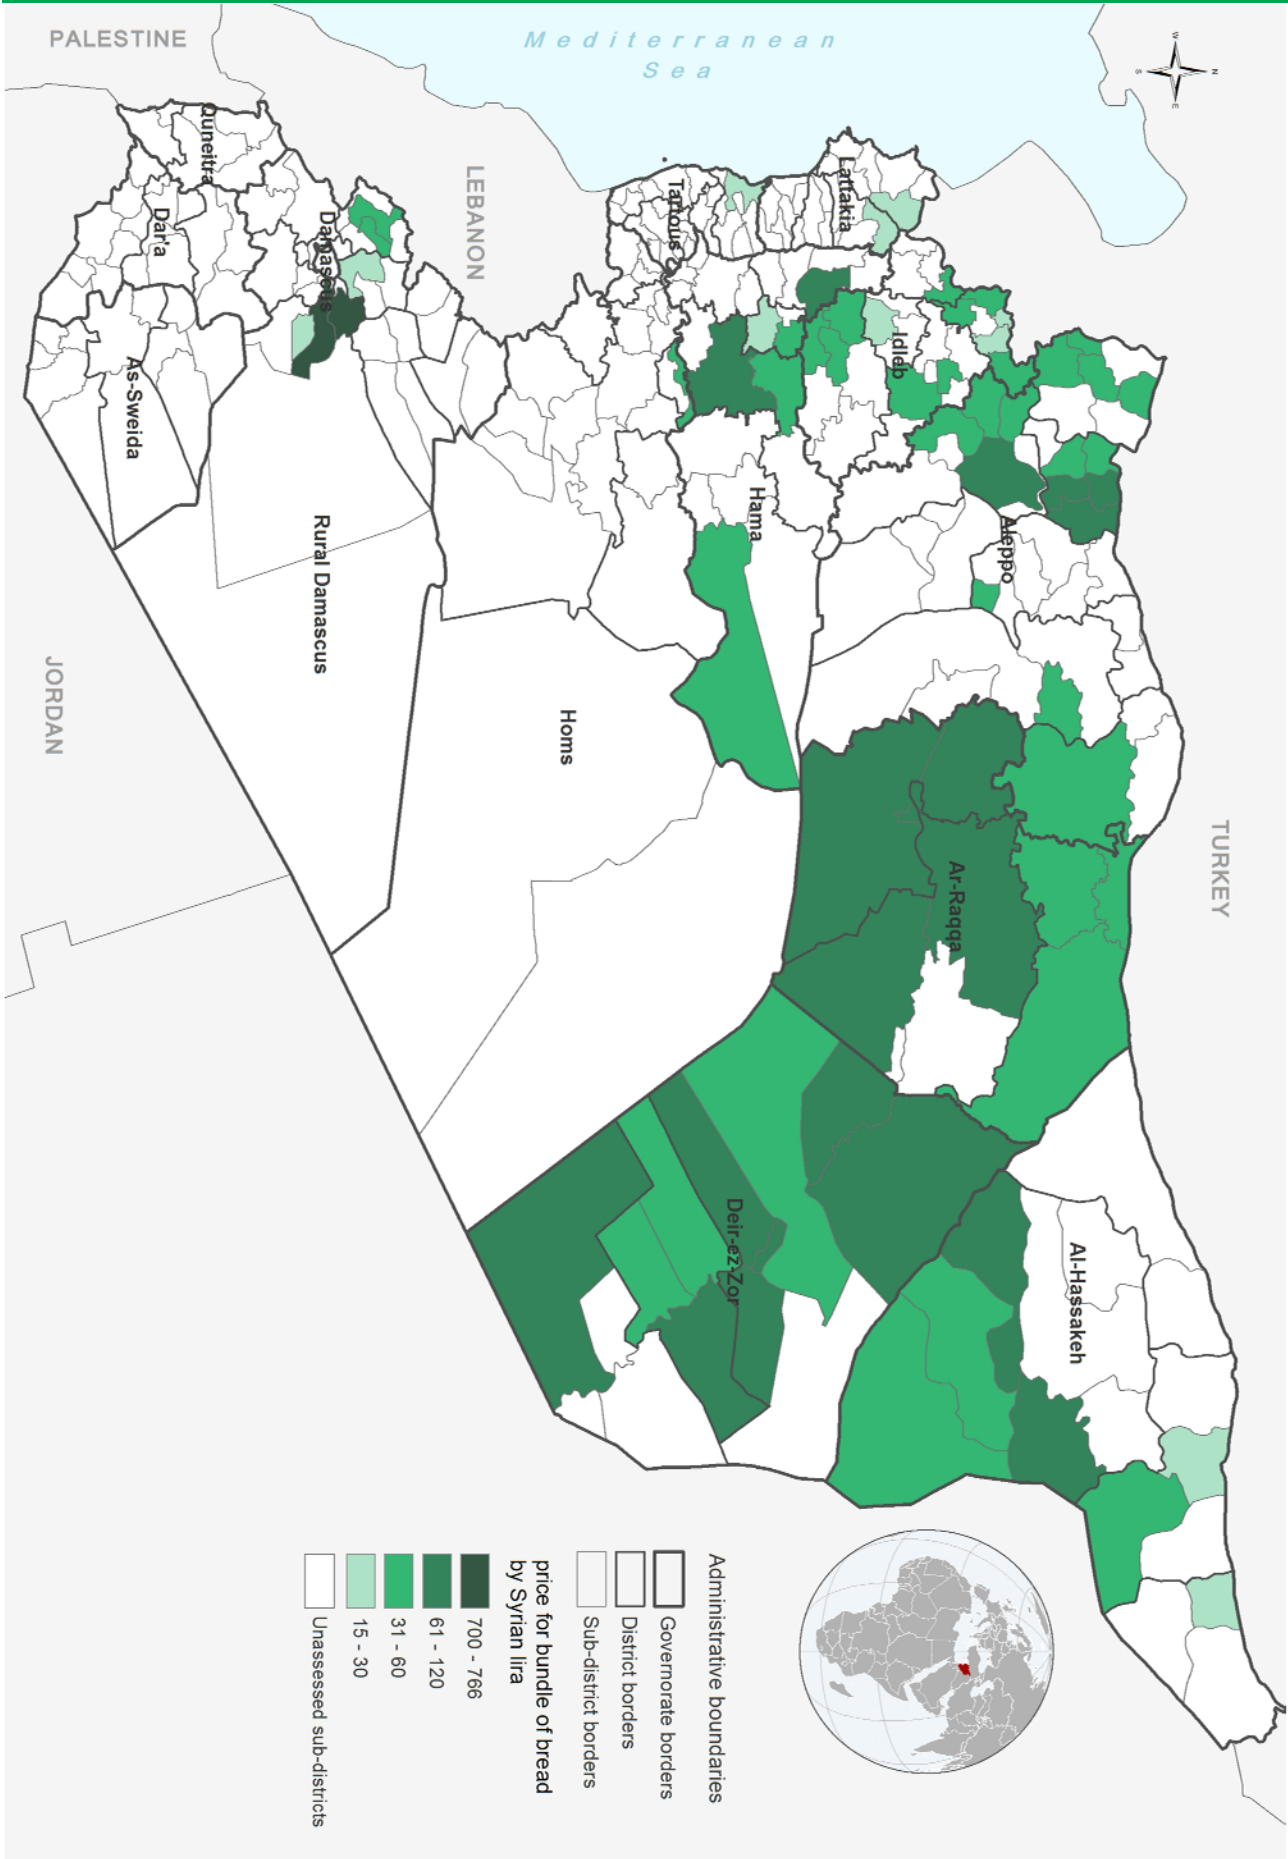 PALESTINE
Mediterranean
Sea
LEBANON
JORDAN
TURKEY
W
N
E
S
Quneitra
Dar'a
As-Sweida
Damascus
Rural Damascus
Tartous
Lattakia
Idleb
Hama
Homs
Aleppo
Ar-Raqqa
Deir-ez-Zor
Al-Hassakeh
Administrative boundaries
Governorate borders
District borders
Sub-district borders
price for bundle of bread
by Syrian lira
700 - 766
61 - 120
31 - 60
15 - 30
Unassessed sub-districts